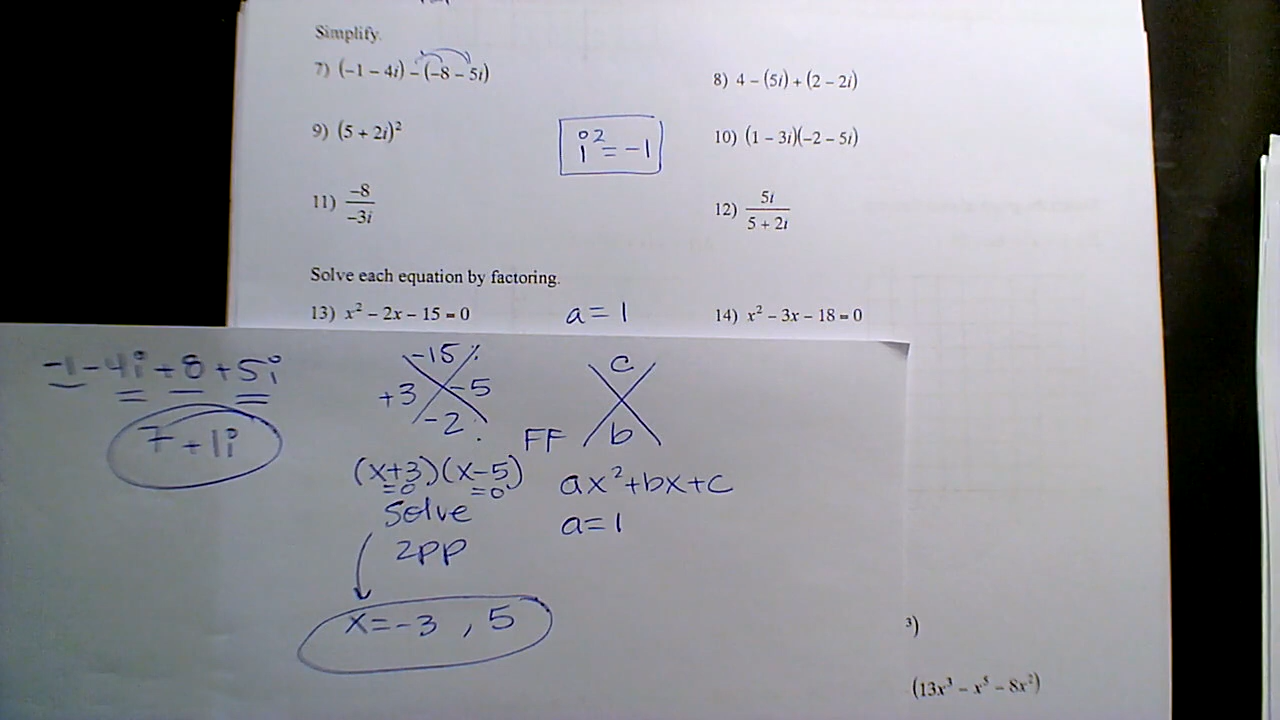 Simplify.
7) (−1 − 4i) − (−8 − 5i)
8) 4 − (5i) + (2 − 2i)
9) (5 + 2i)²
i² = −1
10) (1 − 3i)(−2 − 5i)
11) −8/−3i
12) 5i/5 + 2i
Solve each equation by factoring.
13) x² − 2x − 15 = 0
a = 1
14) x² − 3x − 18 = 0
-1 - 4i + 8 + 5i
7 + 1i
-15
+3 -5
-2
FF
c
b
(x+3)(x-5)
=0 =0
ax²+bx+c
Solve
a=1
ZPP
x = -3 , 5
3)
(13x³ − x⁵ − 8x²)